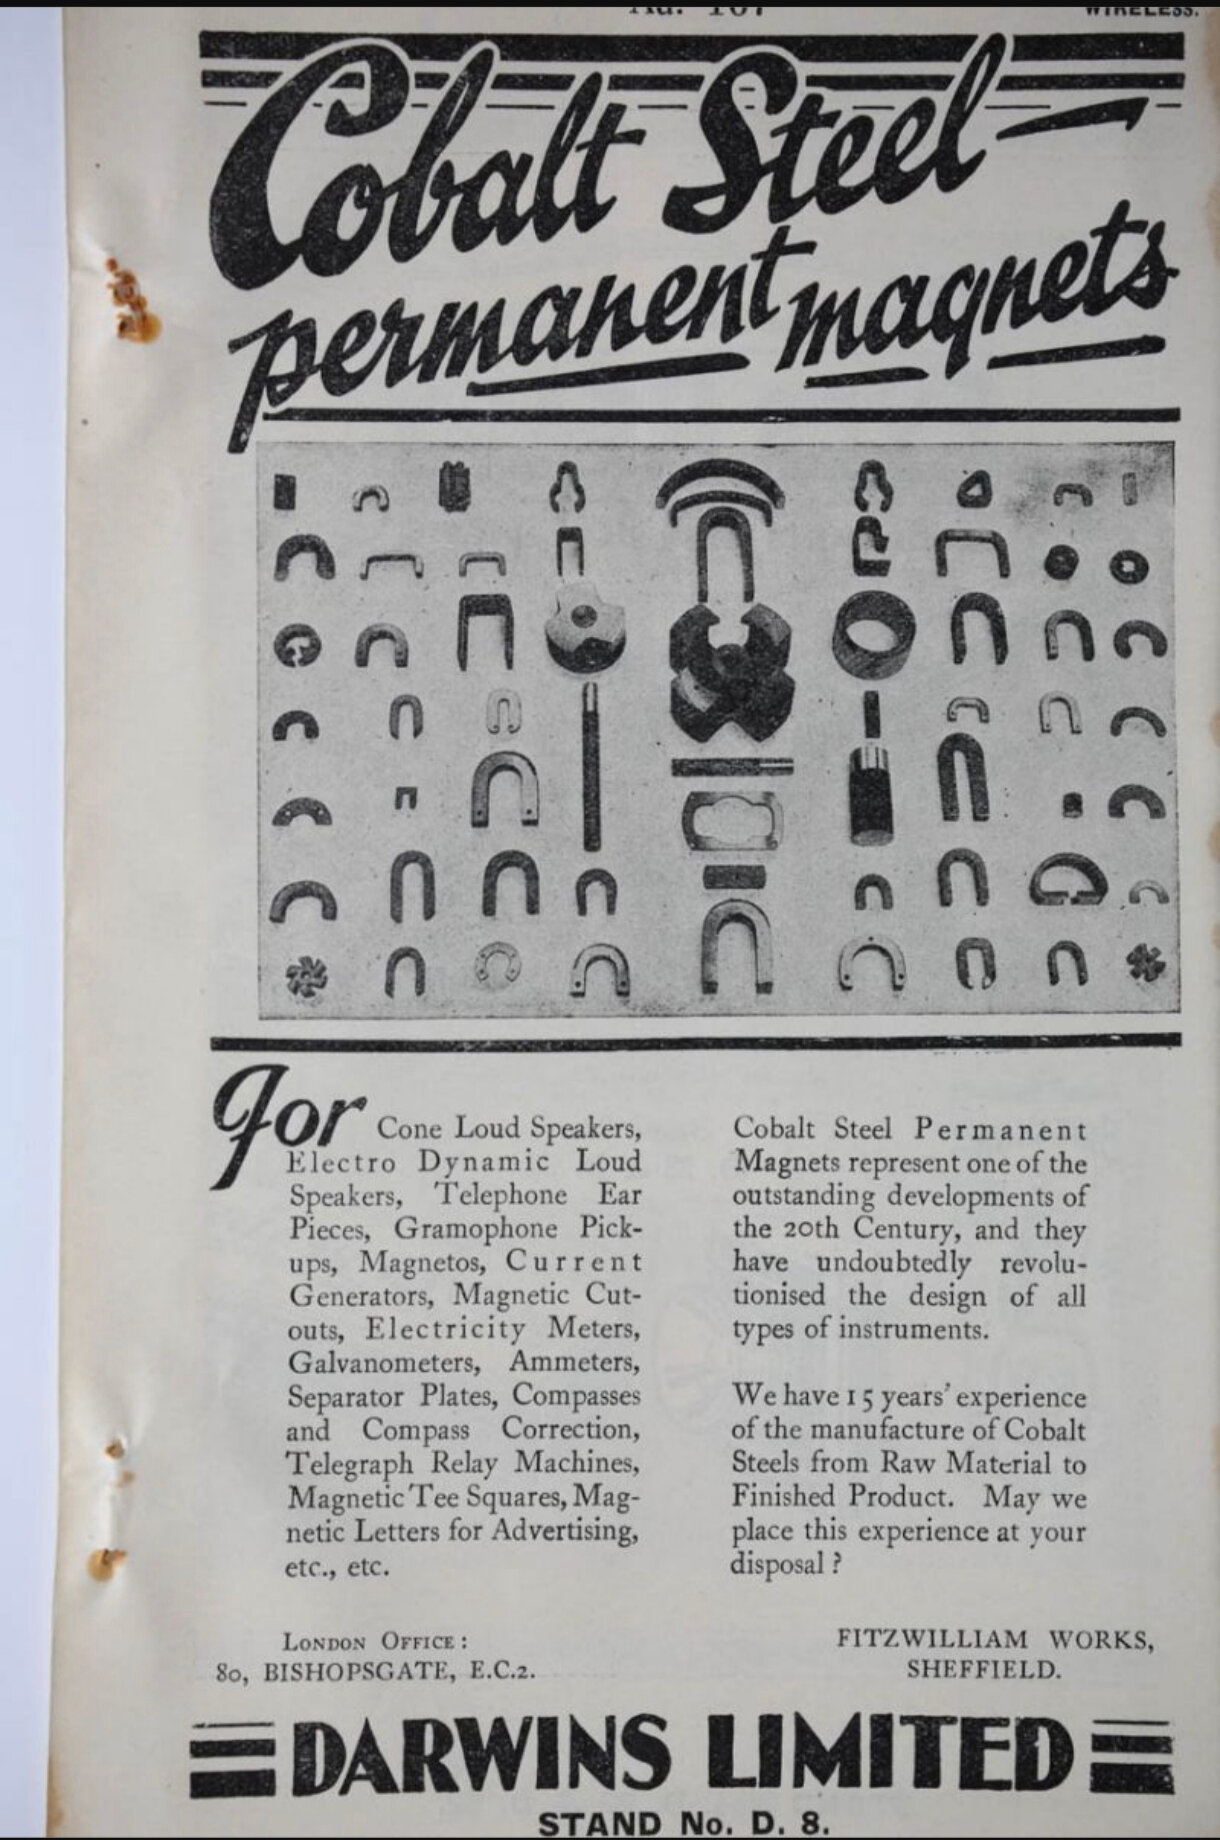 WIRELESS.
Cobalt Steel
permanent magnets
For Cone Loud Speakers,
Electro Dynamic Loud
Speakers, Telephone Ear
Pieces, Gramophone Pick-
ups, Magnetos, Current
Generators, Magnetic Cut-
outs, Electricity Meters,
Galvanometers, Ammeters,
Separator Plates, Compasses
and Compass Correction,
Telegraph Relay Machines,
Magnetic Tee Squares, Mag-
netic Letters for Advertising,
etc., etc.
Cobalt Steel Permanent
Magnets represent one of the
outstanding developments of
the 20th Century, and they
have undoubtedly revolu-
tionised the design of all
types of instruments.
We have 15 years' experience
of the manufacture of Cobalt
Steels from Raw Material to
Finished Product. May we
place this experience at your
disposal ?
London Office :
80, BISHOPSGATE, E.C.2.
FITZWILLIAM WORKS,
SHEFFIELD.
DARWINS LIMITED
STAND No. D. 8.